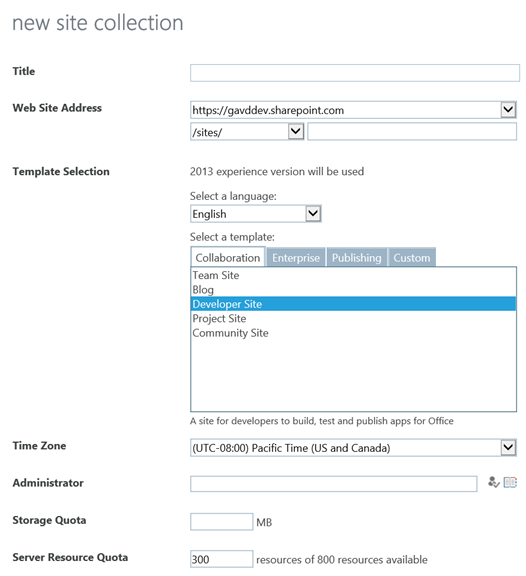 new site collection
Title
Web Site Address
https://gavddev.sharepoint.com
/sites/
Template Selection
2013 experience version will be used
Select a language:
English
Select a template:
Collaboration Enterprise Publishing Custom
Team Site
Blog
Developer Site
Project Site
Community Site
A site for developers to build, test and publish apps for Office
Time Zone
(UTC-08:00) Pacific Time (US and Canada)
Administrator
Storage Quota
MB
Server Resource Quota
300 resources of 800 resources available